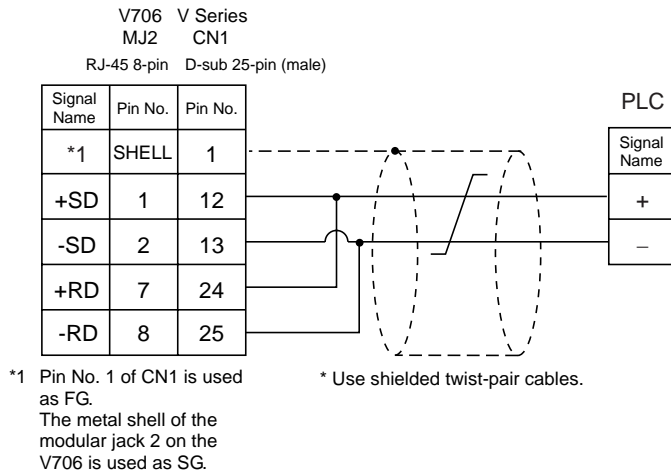 V706 V Series
MJ2 CN1
RJ-45 8-pin D-sub 25-pin (male)
PLC
Signal Name Pin No. Pin No.
Signal Name
*1 SHELL 1
+SD 1 12 +
-SD 2 13 −
+RD 7 24
-RD 8 25
*1 Pin No. 1 of CN1 is used
as FG.
The metal shell of the
modular jack 2 on the
V706 is used as SG.
* Use shielded twist-pair cables.